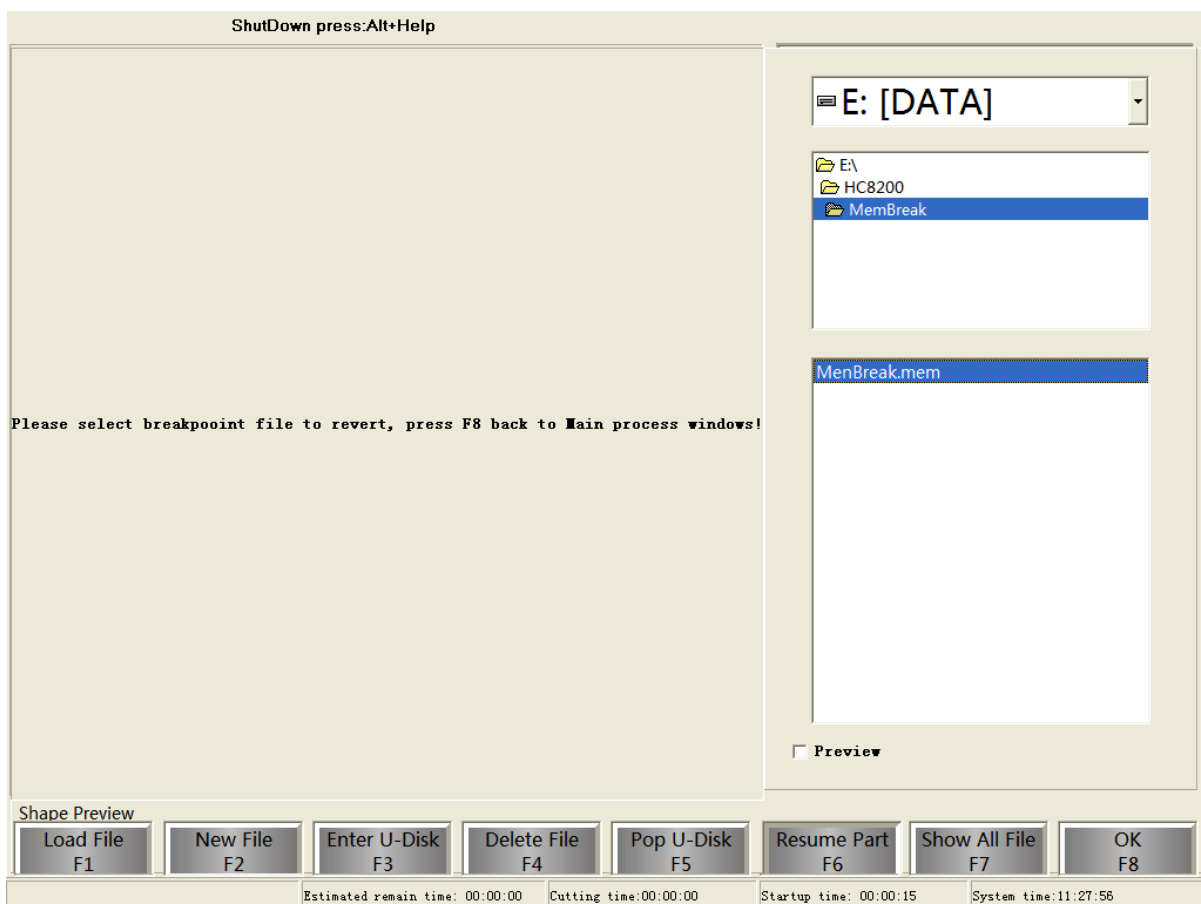 ShutDown press:Alt+Help
E: [DATA]
E:\
HC8200
MemBreak
MenBreak.mem
Please select breakpooint file to revert, press F8 back to Main process windows!
Preview
Shape Preview
Load File
F1
New File
F2
Enter U-Disk
F3
Delete File
F4
Pop U-Disk
F5
Resume Part
F6
Show All File
F7
OK
F8
Estimated remain time: 00:00:00
Cutting time:00:00:00
Startup time: 00:00:15
System time:11:27:56